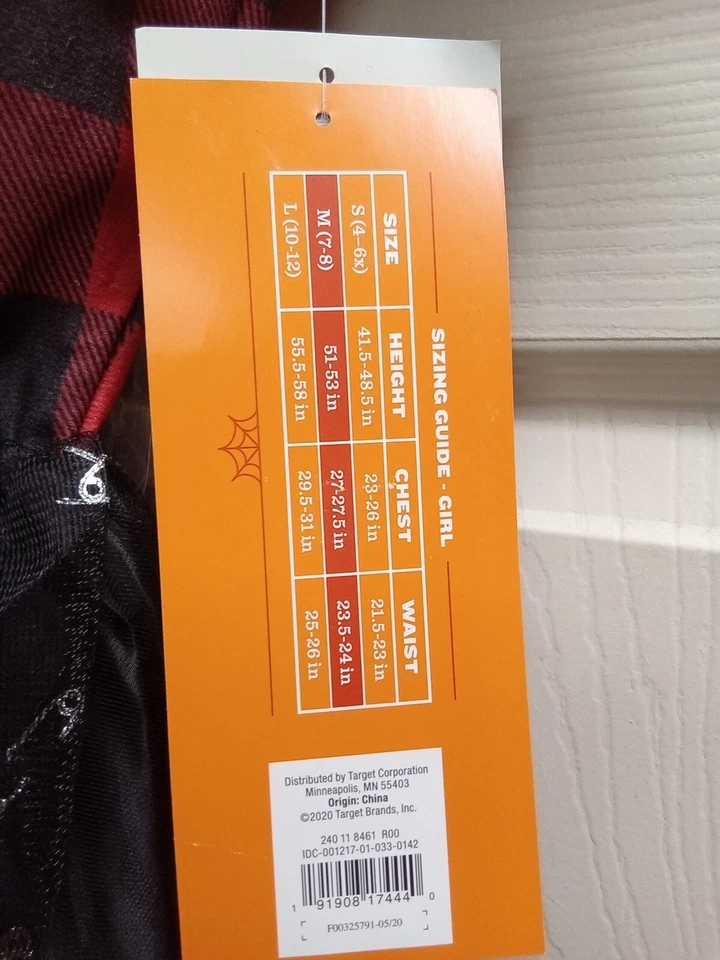 SIZING GUIDE - GIRL
SIZE HEIGHT CHEST WAIST
S (4-6x) 41.5-48.5 in 23-26 in 21.5-23 in
M (7-8) 51-53 in 27-27.5 in 23.5-24 in
L (10-12) 55.5-58 in 29.5-31 in 25-26 in
Distributed by Target Corporation
Minneapolis, MN 55403
Origin: China
©2020 Target Brands, Inc.
240 11 8461 R00
IDC-001217-01-033-0142
1 91908 17444 0
F00325791-05/20